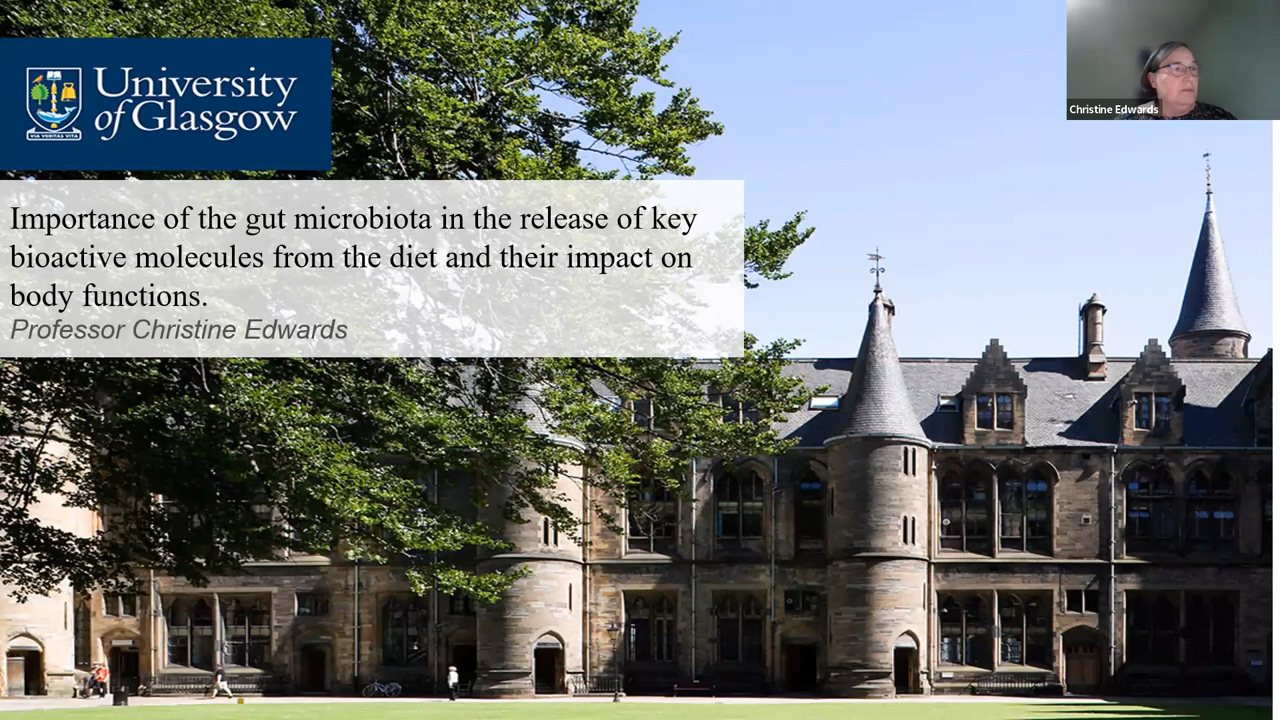 University
of Glasgow
VIA VERITAS VITA
Christine Edwards
Importance of the gut microbiota in the release of key
bioactive molecules from the diet and their impact on
body functions.
Professor Christine Edwards